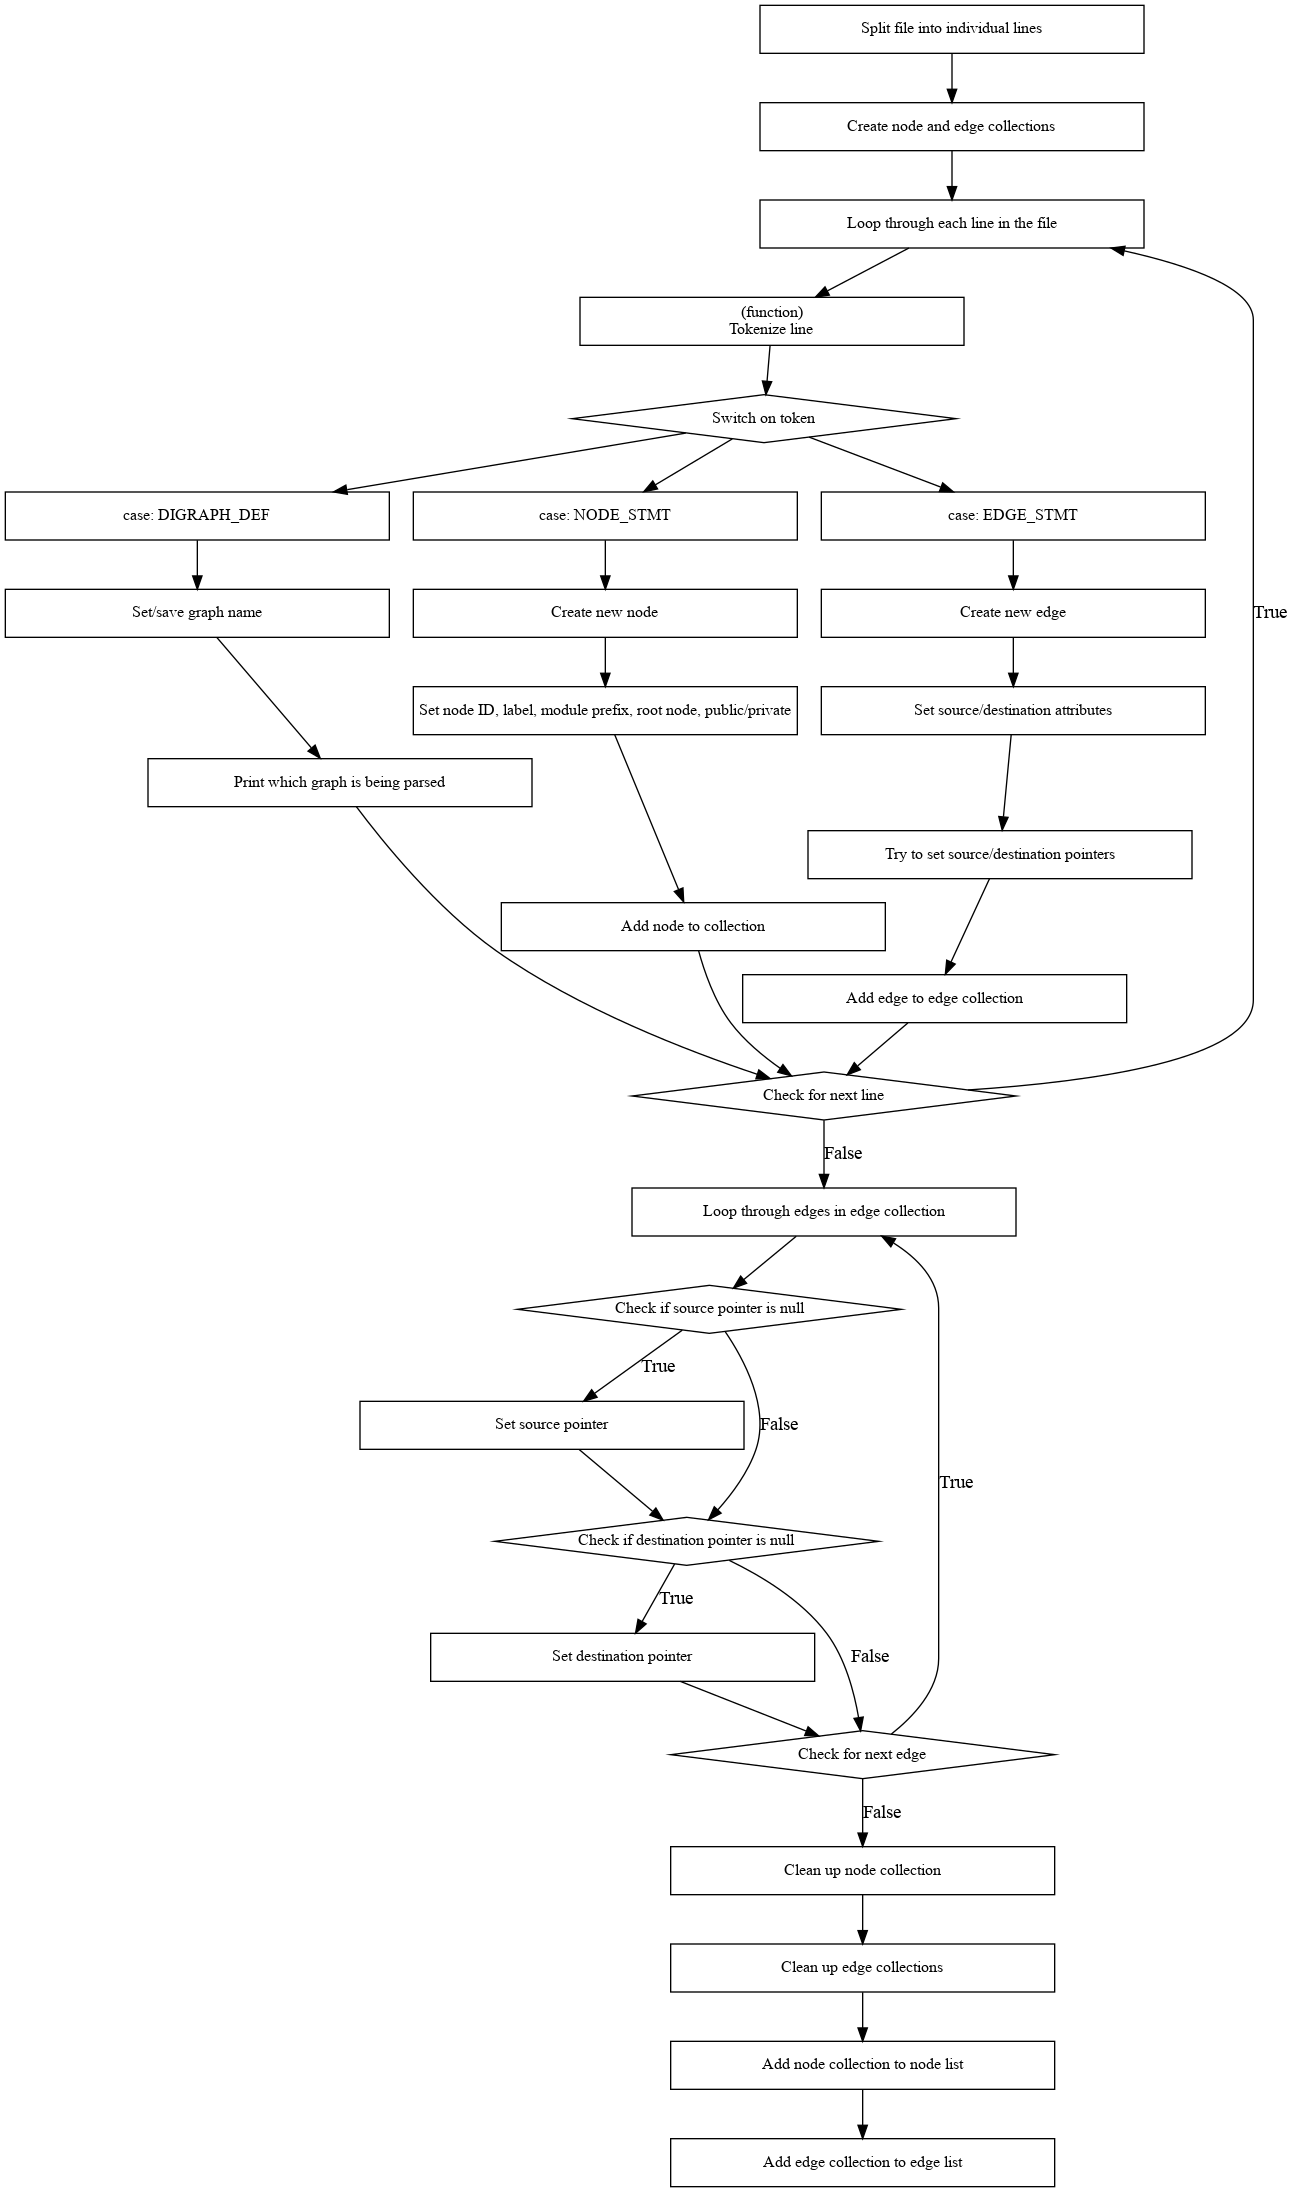 Split file into individual lines
Create node and edge collections
Loop through each line in the file
(function)
Tokenize line
Switch on token
case: DIGRAPH_DEF
case: NODE_STMT
case: EDGE_STMT
Set/save graph name
Create new node
Create new edge
True
Set node ID, label, module prefix, root node, public/private
Set source/destination attributes
Print which graph is being parsed
Try to set source/destination pointers
Add node to collection
Add edge to edge collection
Check for next line
False
Loop through edges in edge collection
Check if source pointer is null
True
Set source pointer
False
True
Check if destination pointer is null
True
Set destination pointer
False
Check for next edge
False
Clean up node collection
Clean up edge collections
Add node collection to node list
Add edge collection to edge list